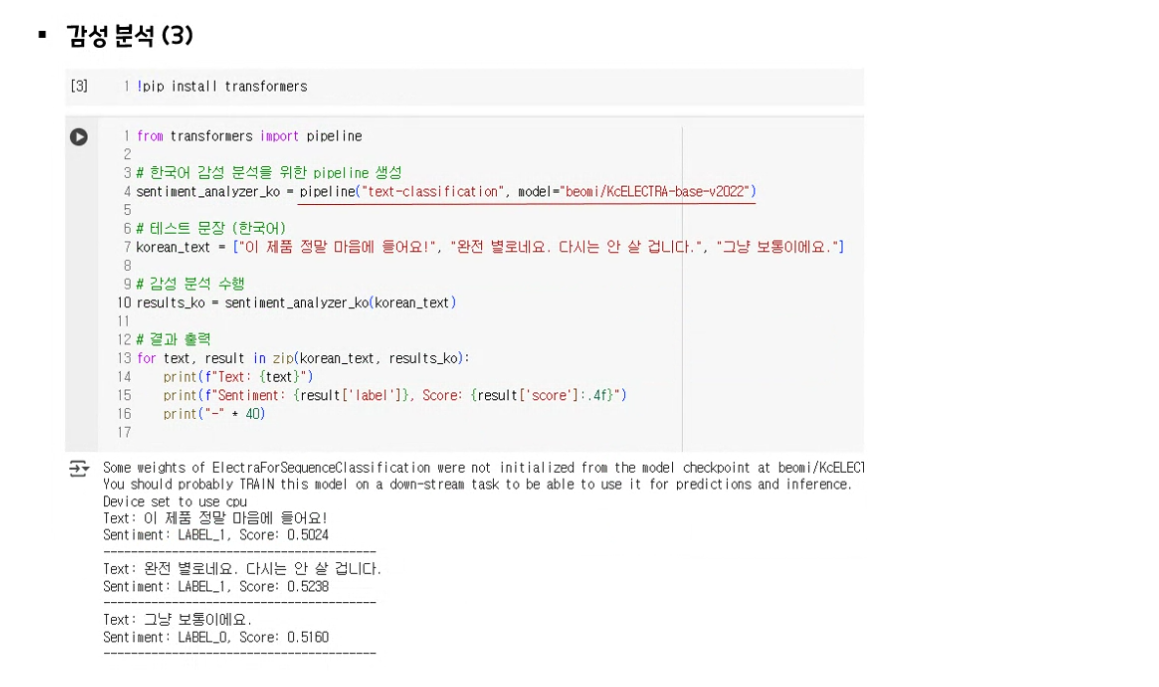 ▪ 감성 분석 (3)
[3] 1 !pip install transformers
1 from transformers import pipeline
2
3 # 한국어 감성 분석을 위한 pipeline 생성
4 sentiment_analyzer_ko = pipeline("text-classification", model="beomi/KcELECTRA-base-v2022")
5
6 # 테스트 문장 (한국어)
7 korean_text = ["이 제품 정말 마음에 들어요!", "완전 별로네요. 다시는 안 살 겁니다.", "그냥 보통이에요."]
8
9 # 감성 분석 수행
10 results_ko = sentiment_analyzer_ko(korean_text)
11
12 # 결과 출력
13 for text, result in zip(korean_text, results_ko):
14     print(f"Text: {text}")
15     print(f"Sentiment: {result['label']}, Score: {result['score']:.4f}")
16     print("-" * 40)
17
Some weights of ElectraForSequenceClassification were not initialized from the model checkpoint at beomi/KcELECT
You should probably TRAIN this model on a down-stream task to be able to use it for predictions and inference.
Device set to use cpu
Text: 이 제품 정말 마음에 들어요!
Sentiment: LABEL_1, Score: 0.5024
----------------------------------------
Text: 완전 별로네요. 다시는 안 살 겁니다.
Sentiment: LABEL_1, Score: 0.5238
----------------------------------------
Text: 그냥 보통이에요.
Sentiment: LABEL_0, Score: 0.5160
----------------------------------------